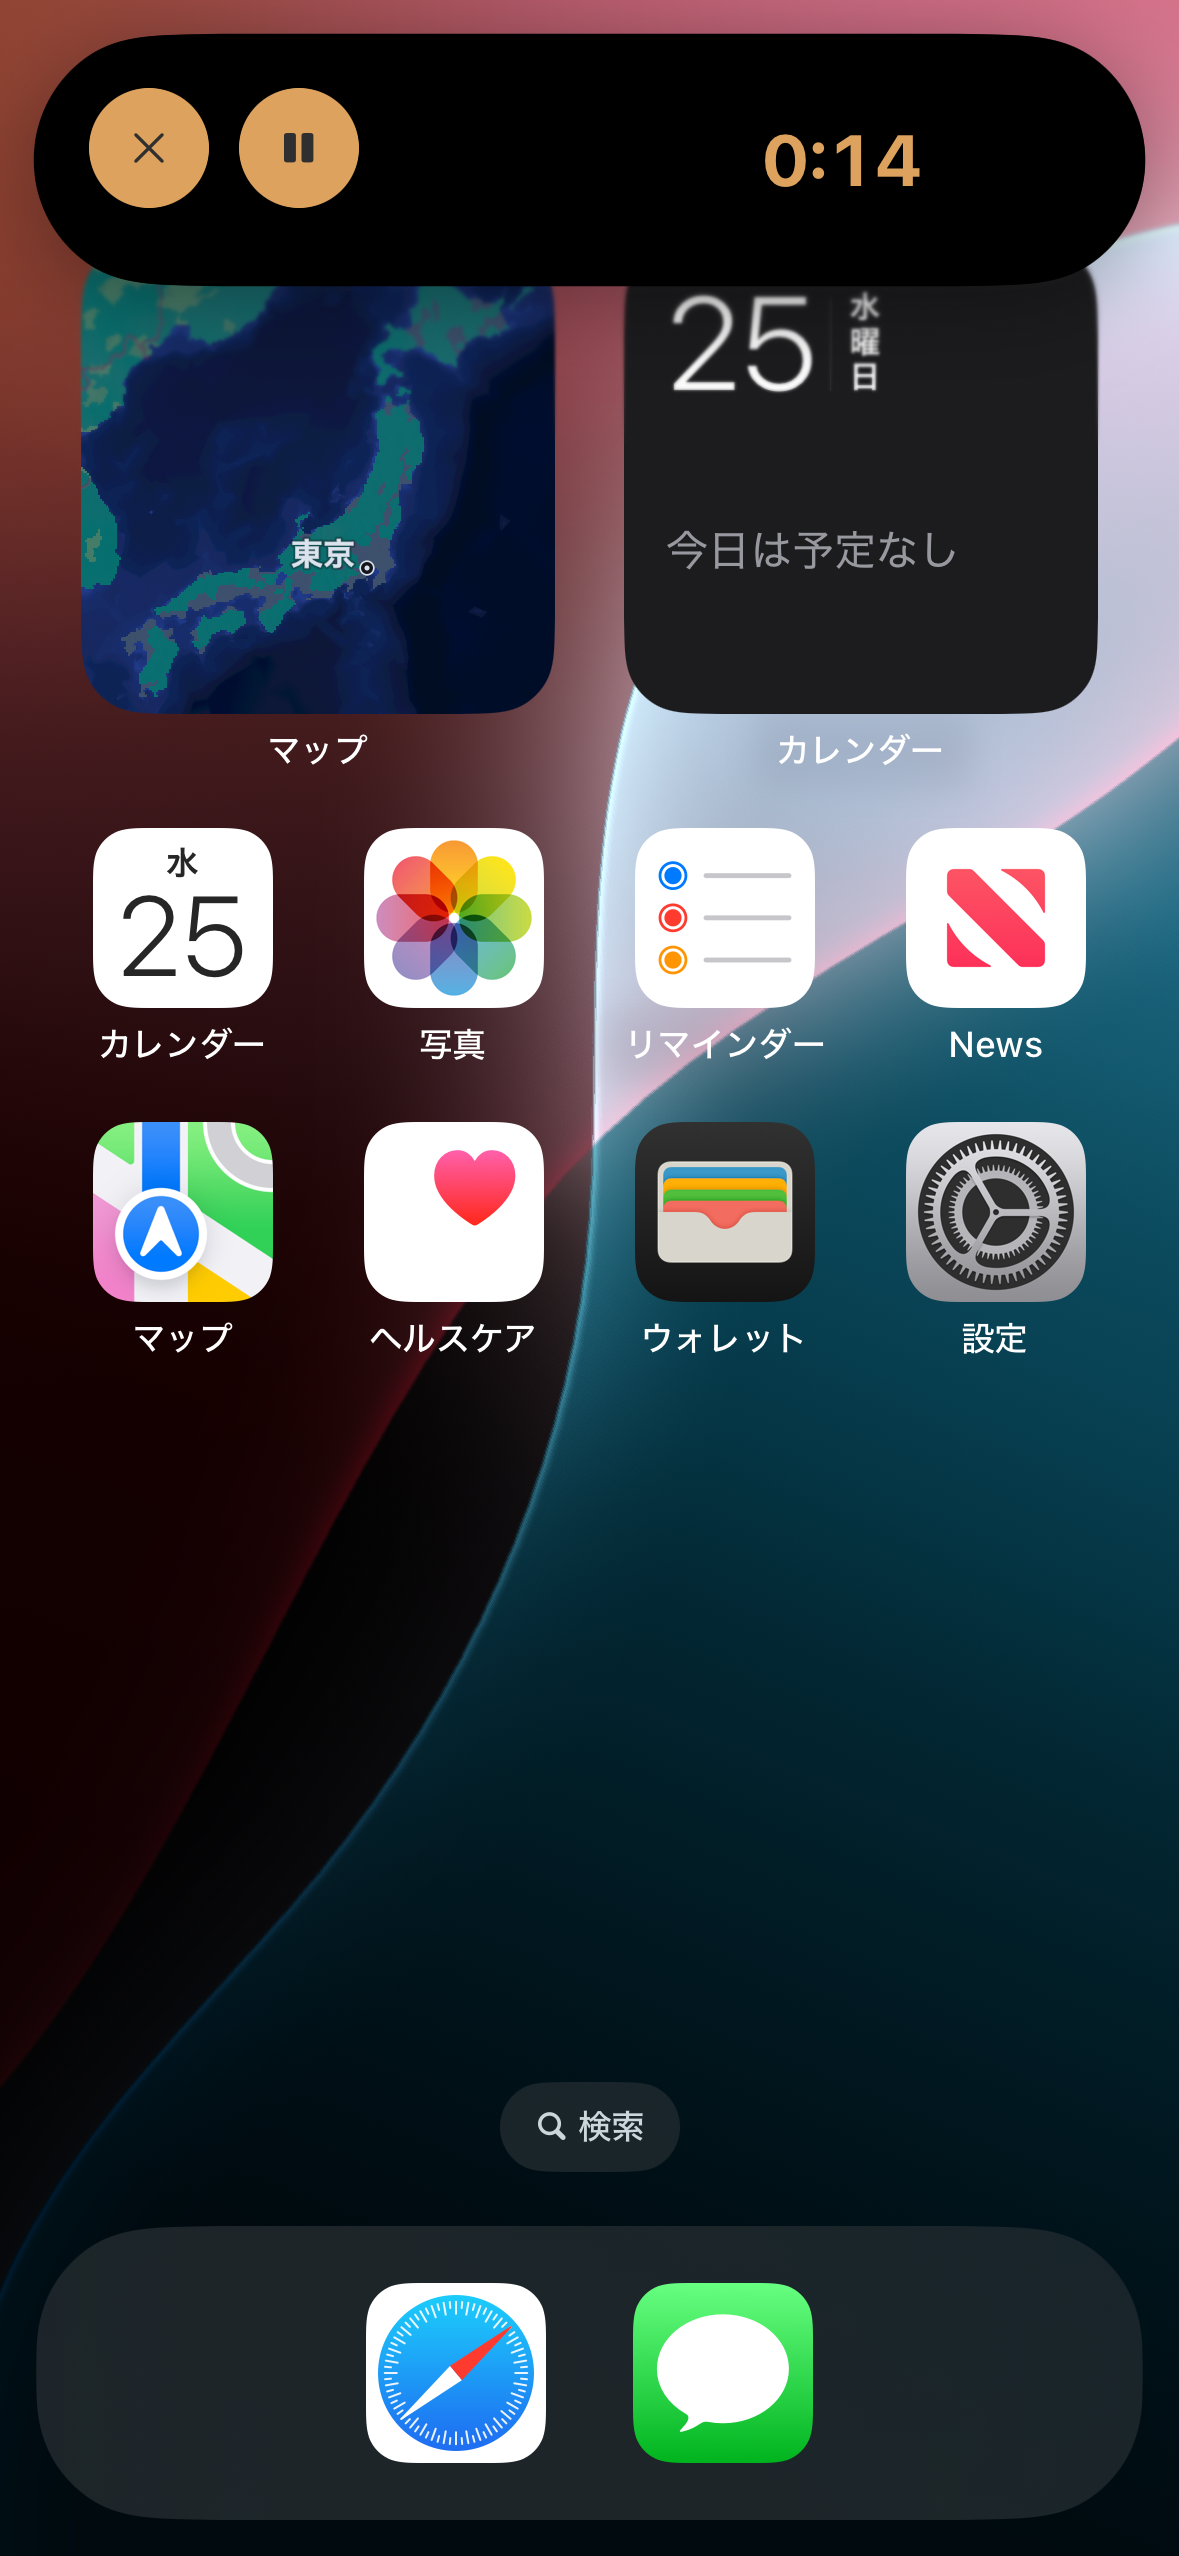 0:14
25
水曜日
東京
今日は予定なし
マップ
カレンダー
水
25
カレンダー
写真
リマインダー
News
マップ
ヘルスケア
ウォレット
設定
検索